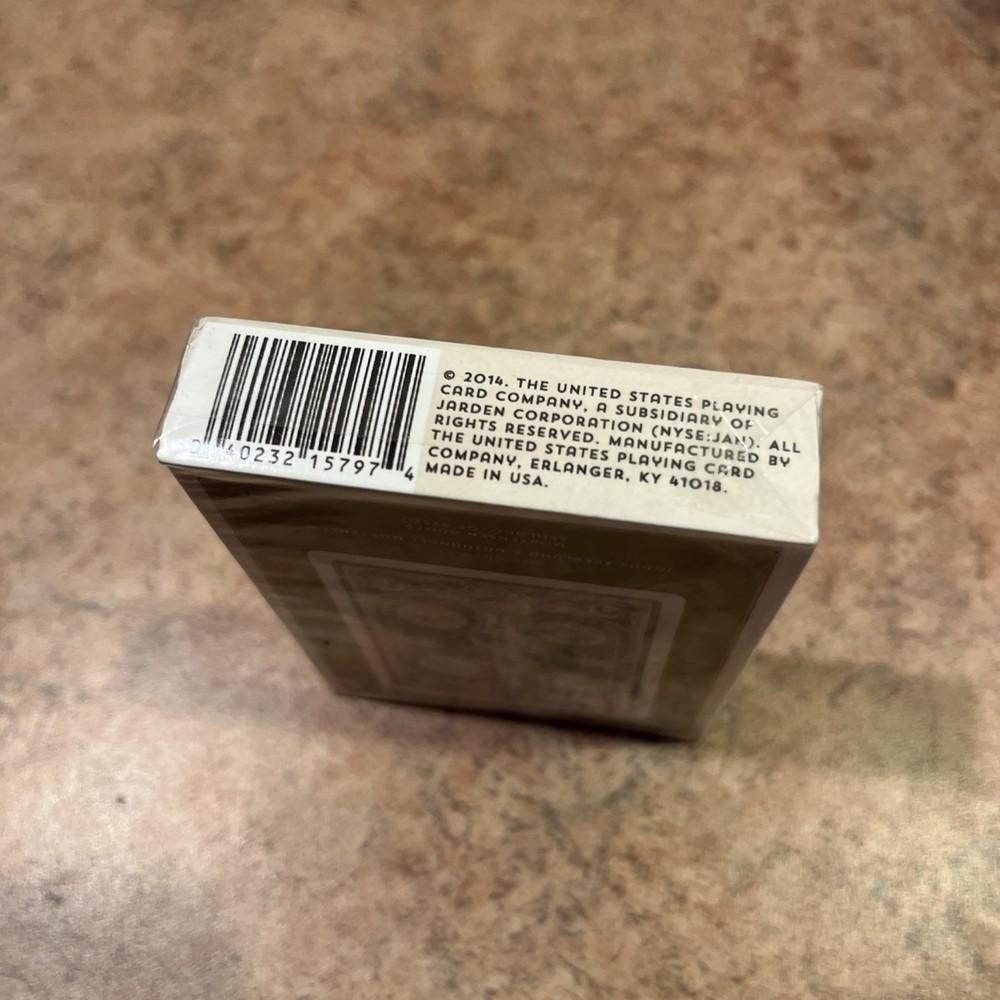 0 40232 15797 4
© 2014. THE UNITED STATES PLAYING
CARD COMPANY, A SUBSIDIARY OF
JARDEN CORPORATION (NYSE:JAH). ALL
RIGHTS RESERVED. MANUFACTURED BY
THE UNITED STATES PLAYING CARD
COMPANY, ERLANGER, KY 41018.
MADE IN USA.